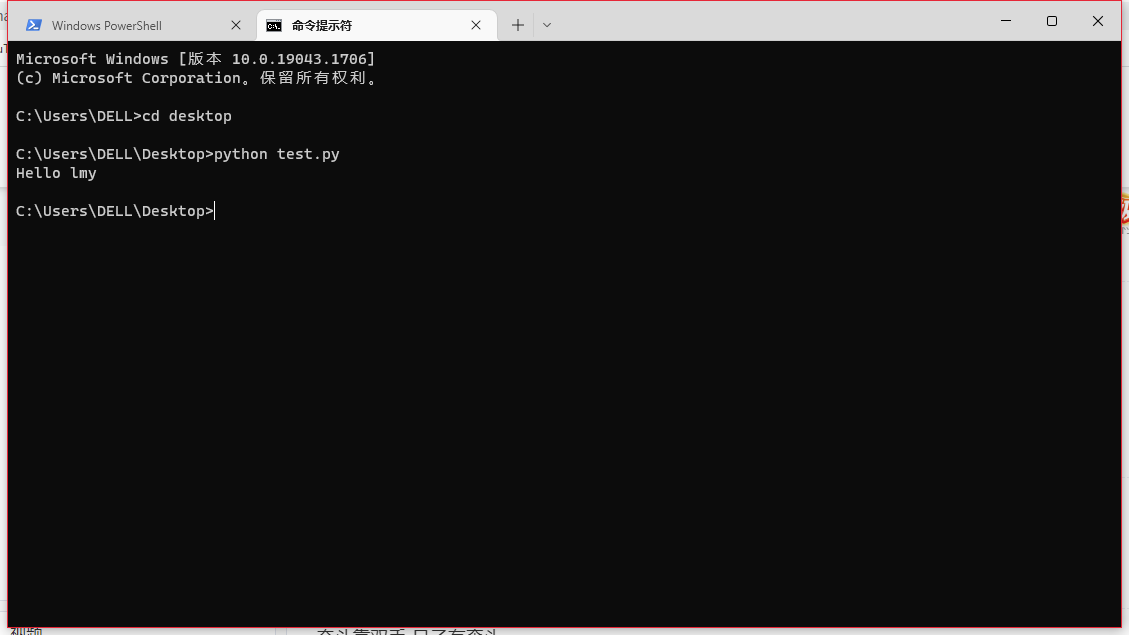 Windows PowerShell
命令提示符
Microsoft Windows [版本 10.0.19043.1706]
(c) Microsoft Corporation。保留所有权利。
C:\Users\DELL>cd desktop
C:\Users\DELL\Desktop>python test.py
Hello lmy
C:\Users\DELL\Desktop>
视频